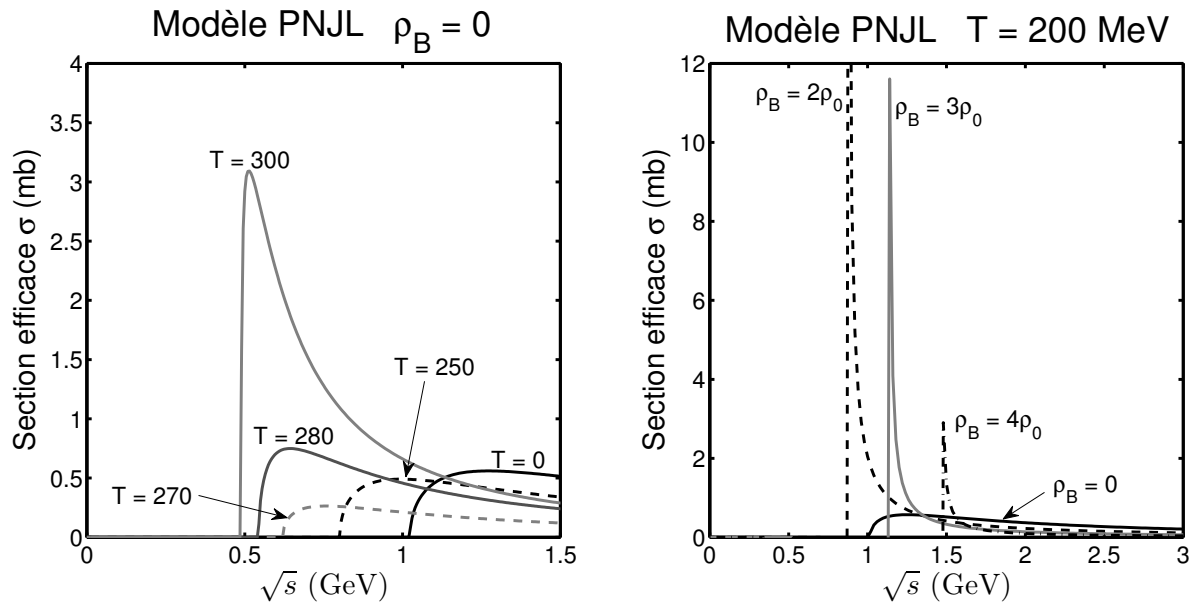 Modèle PNJL ρB = 0
Section efficace σ (mb)
4
3.5
3
2.5
2
1.5
1
0.5
0
T = 300
T = 250
T = 280
T = 0
T = 270
0 0.5 1 1.5
√s (GeV)
Modèle PNJL T = 200 MeV
Section efficace σ (mb)
12
10
8
6
4
2
0
ρB = 2ρ0
ρB = 3ρ0
ρB = 4ρ0
ρB = 0
0 0.5 1 1.5 2 2.5 3
√s (GeV)